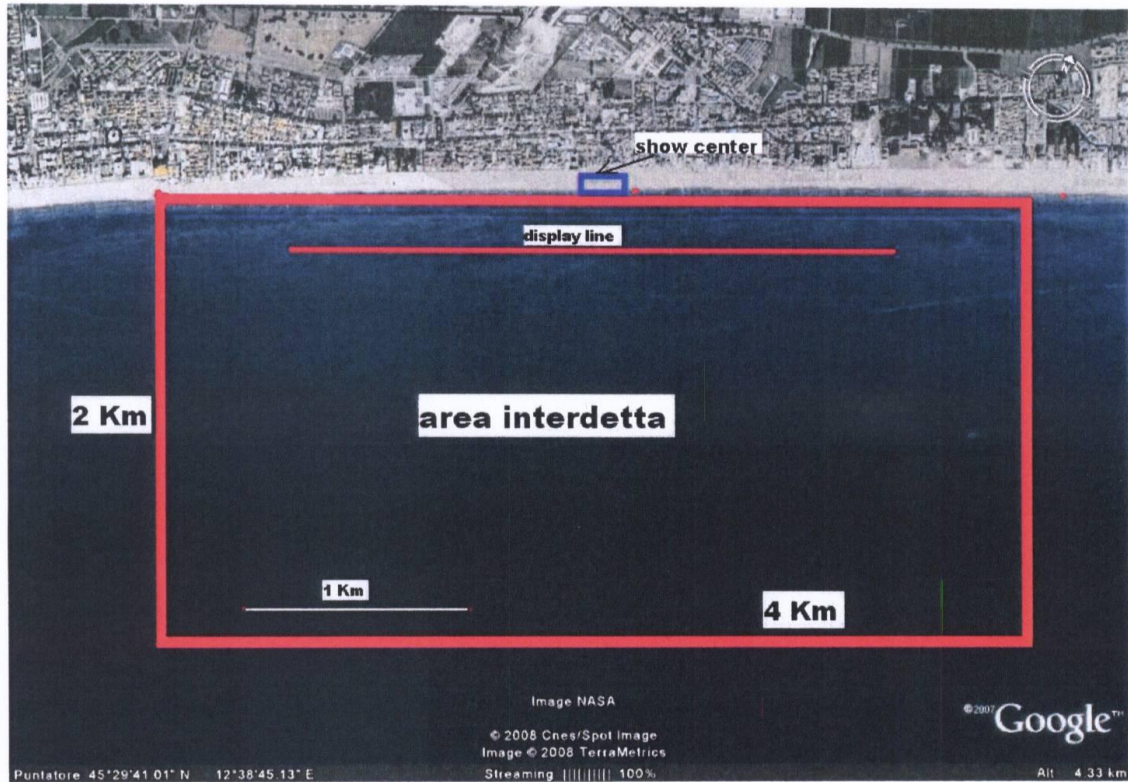 show center
display line
2 Km
area interdetta
1 Km
4 Km
Image NASA
©2007 Google™
© 2008 Cnes/Spot Image
Image © 2008 TerraMetrics
Puntatore 45°29'41.01" N 12°38'45.13" E Streaming ||||||||| 100% Alt 4.33 km